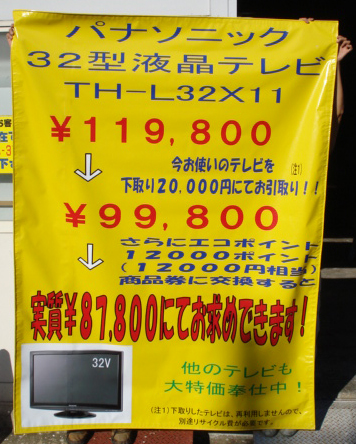 パナソニック
32型液晶テレビ
TH-L32X11
¥119,800
今お使いのテレビを (注1)
下取り20,000円にてお引取り!!
¥99,800
さらにエコポイント
12000ポイント
(12000円相当)
商品券に交換すると
実質¥87,800にてお求めできます!
32V
他のテレビも
大特価奉仕中!
(注1)下取りしたテレビは、再利用しませんので、
別途リサイクル費が必要です。